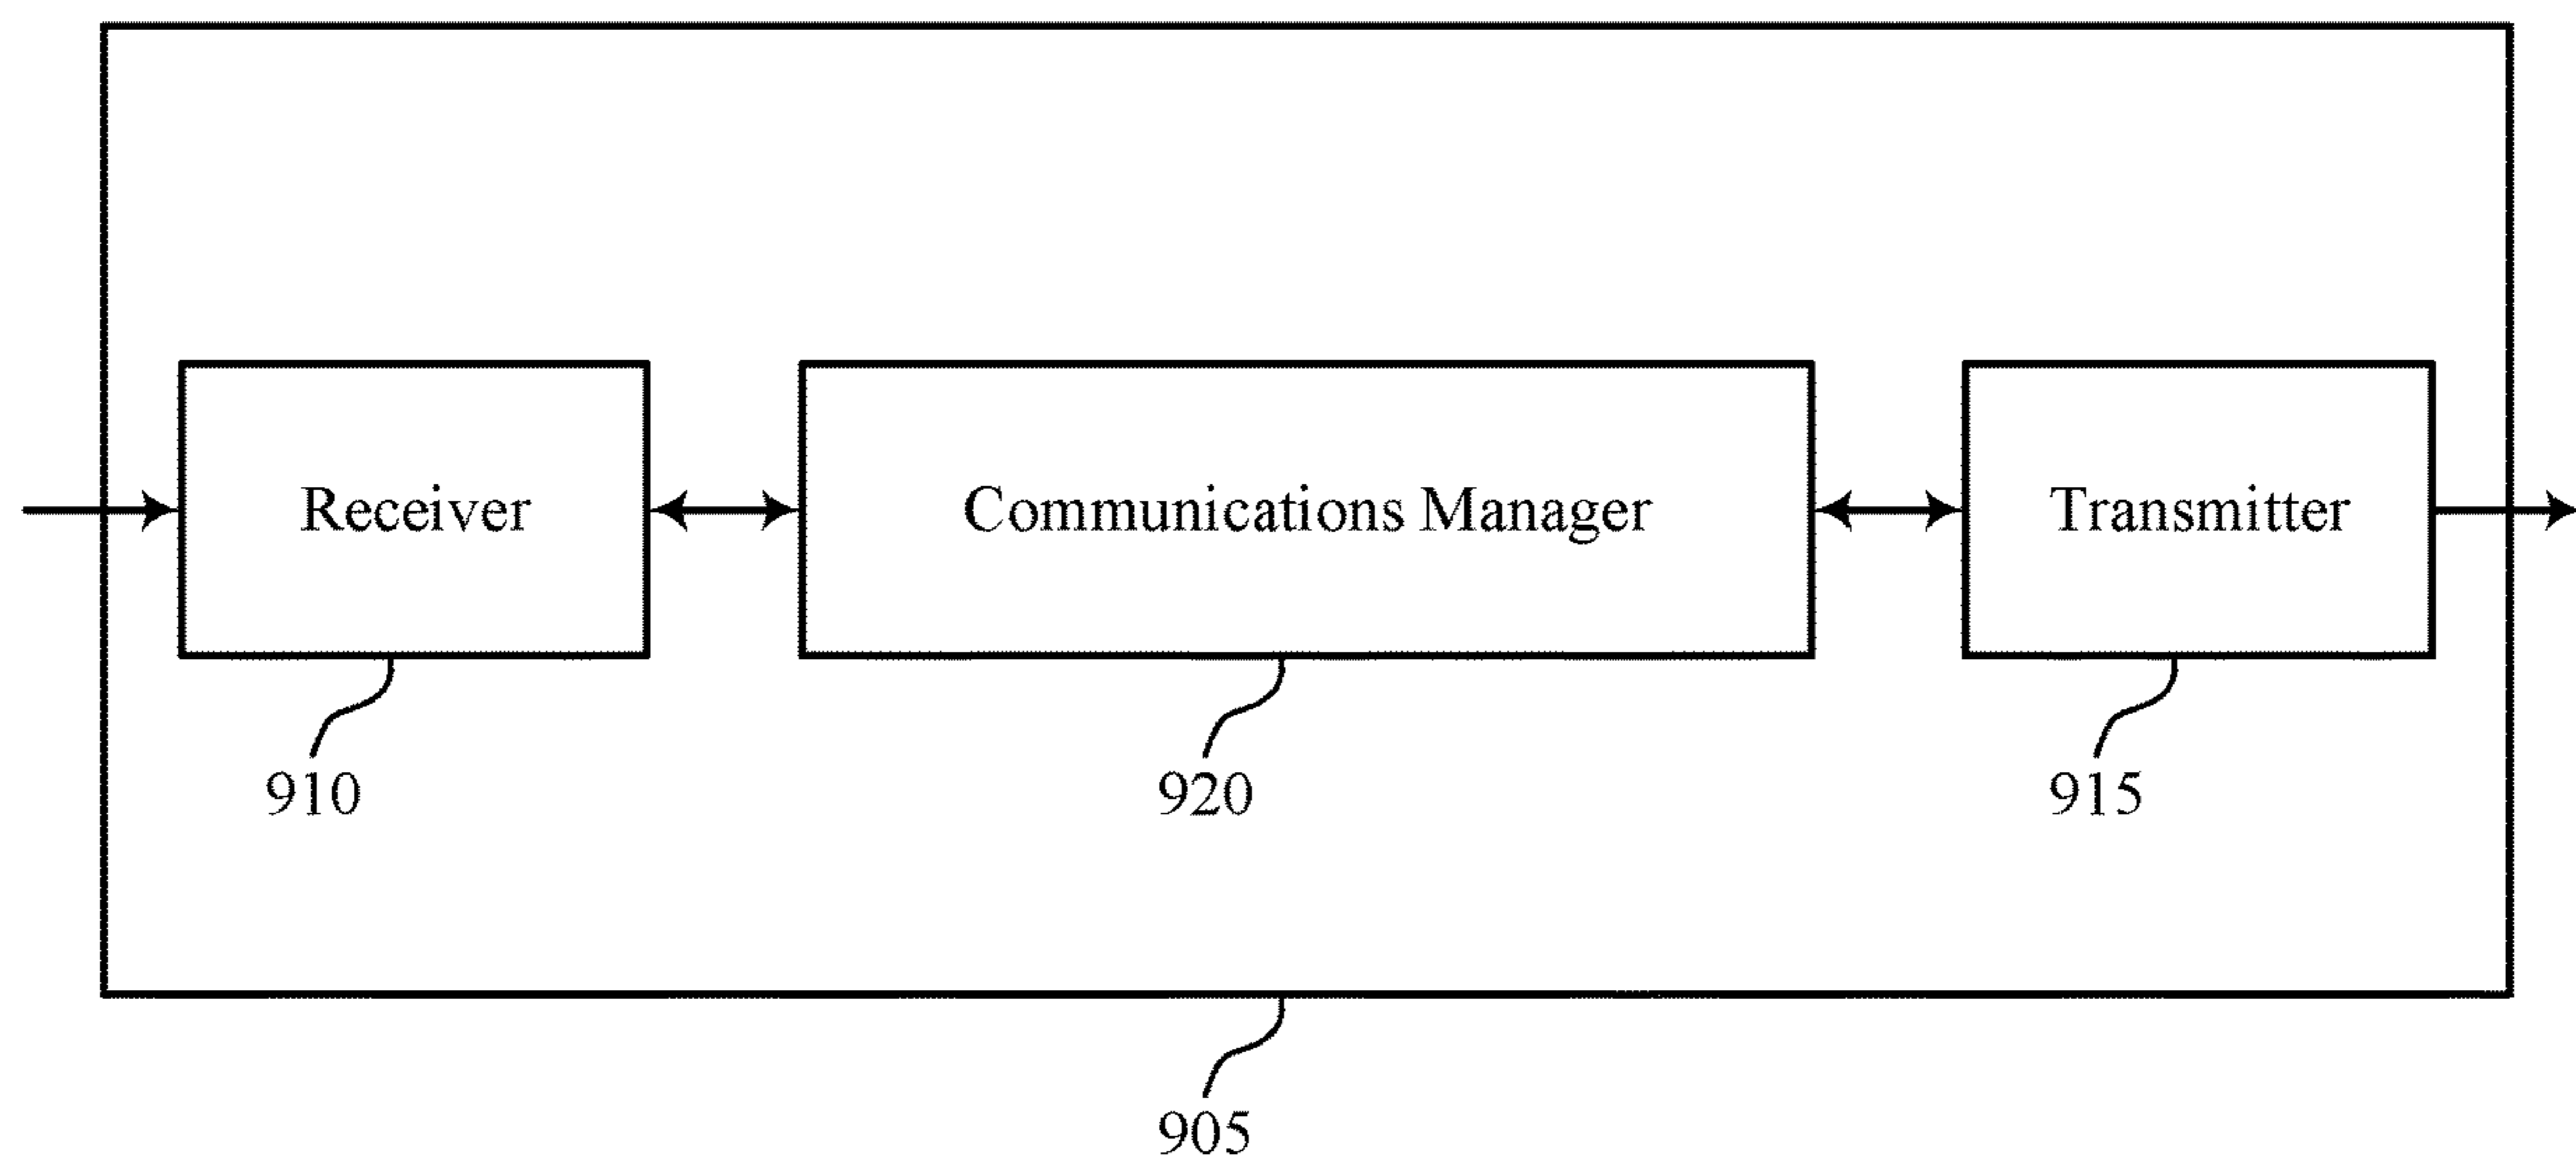 Receiver
Communications Manager
Transmitter
910
920
915
905